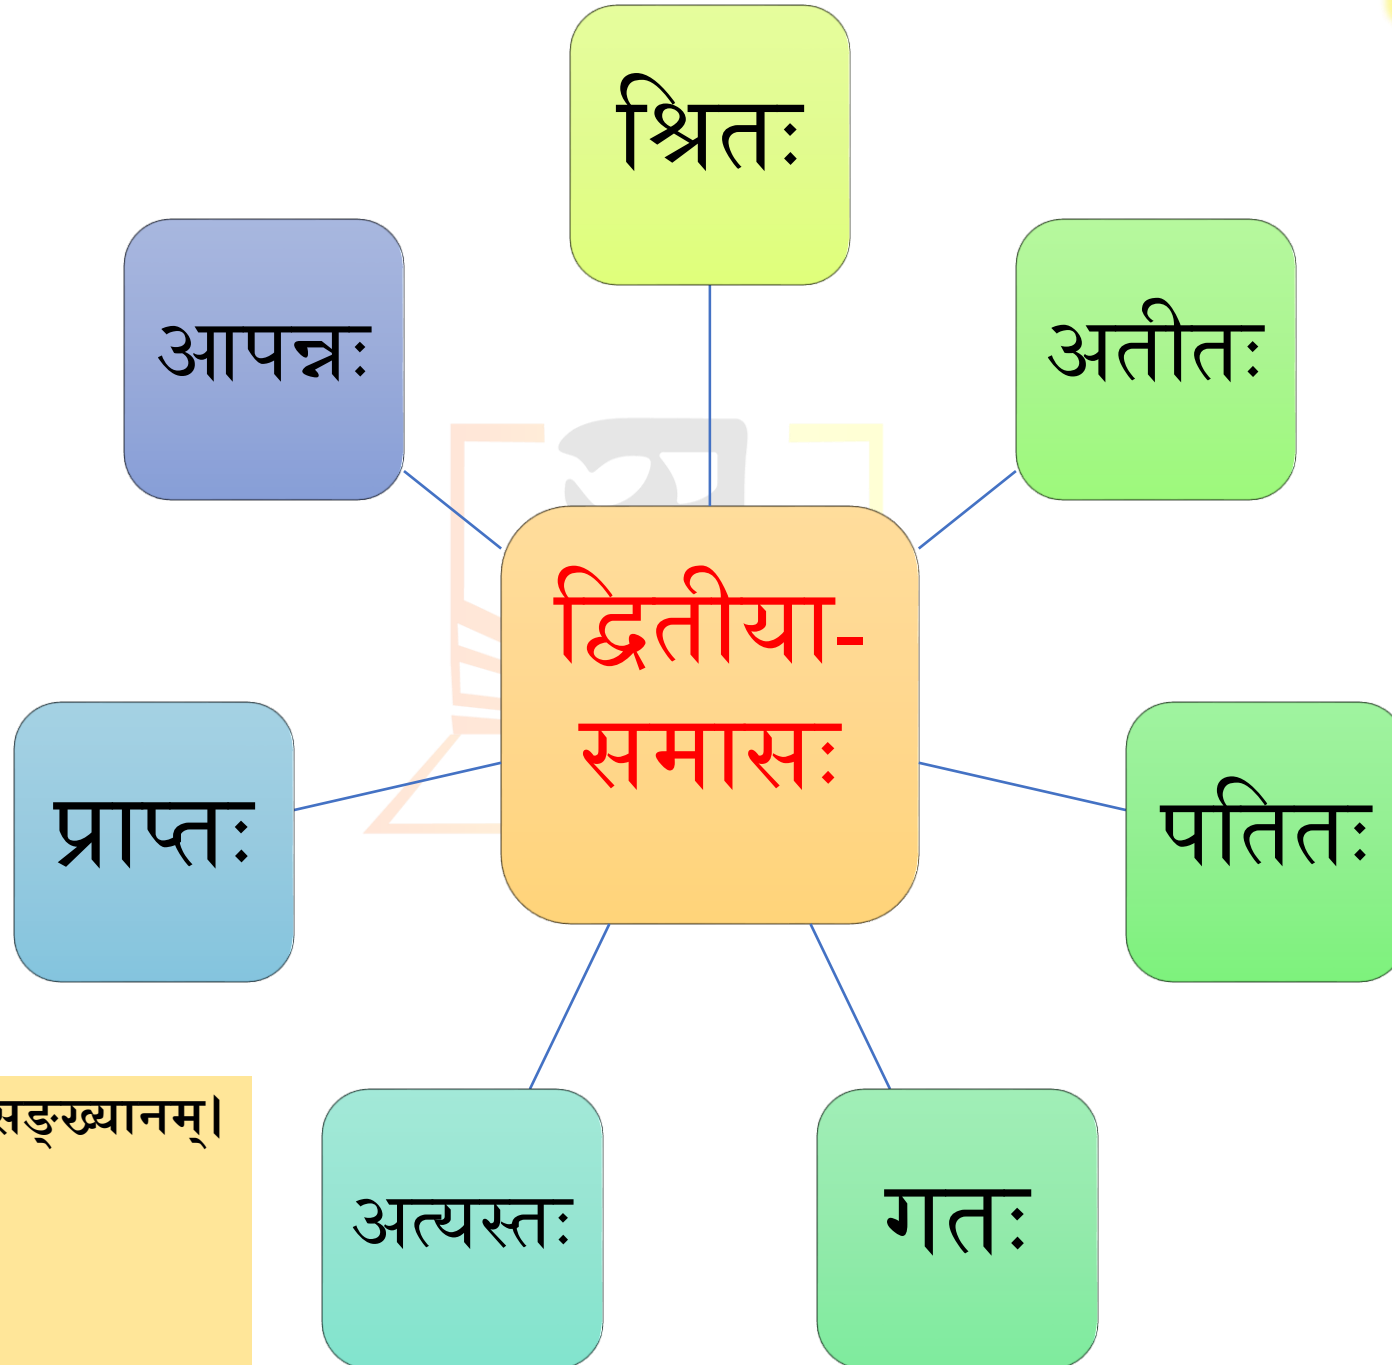 श्रितः
आपन्नः
अतीतः
द्वितीया-
समासः
प्राप्तः
पतितः
सङ्ख्यानम्।
अत्यस्तः
गतः